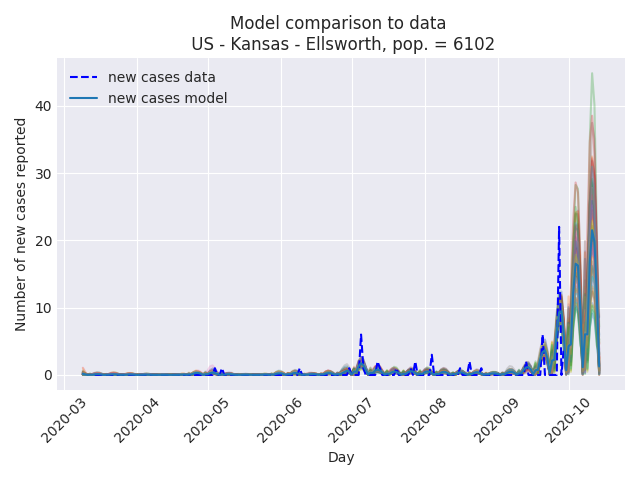 Model comparison to data
US - Kansas - Ellsworth, pop. = 6102
new cases data
new cases model
Number of new cases reported
40
30
20
10
0
2020-03
2020-04
2020-05
2020-06
2020-07
2020-08
2020-09
2020-10
Day